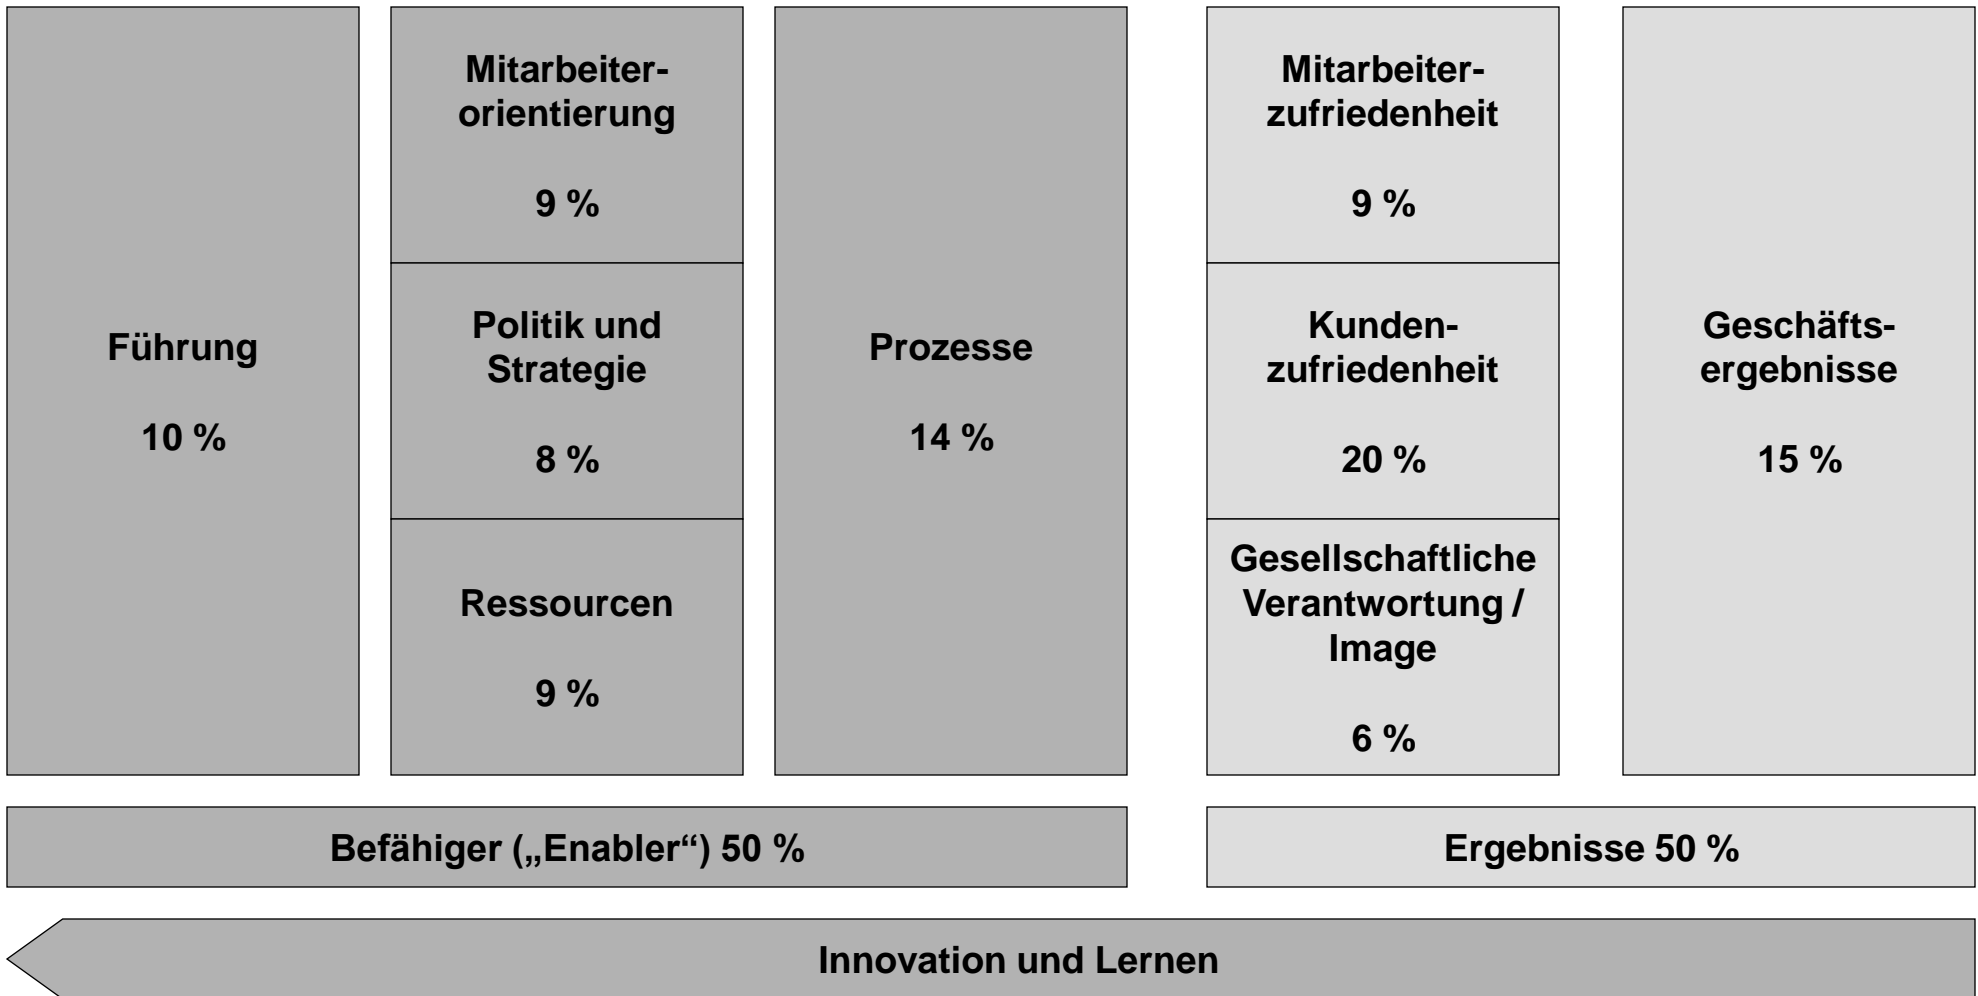 Führung
10 %
Mitarbeiter-
orientierung
9 %
Politik und
Strategie
8 %
Ressourcen
9 %
Prozesse
14 %
Mitarbeiter-
zufriedenheit
9 %
Kunden-
zufriedenheit
20 %
Gesellschaftliche
Verantwortung /
Image
6 %
Geschäfts-
ergebnisse
15 %
Befähiger („Enabler“) 50 %
Ergebnisse 50 %
Innovation und Lernen